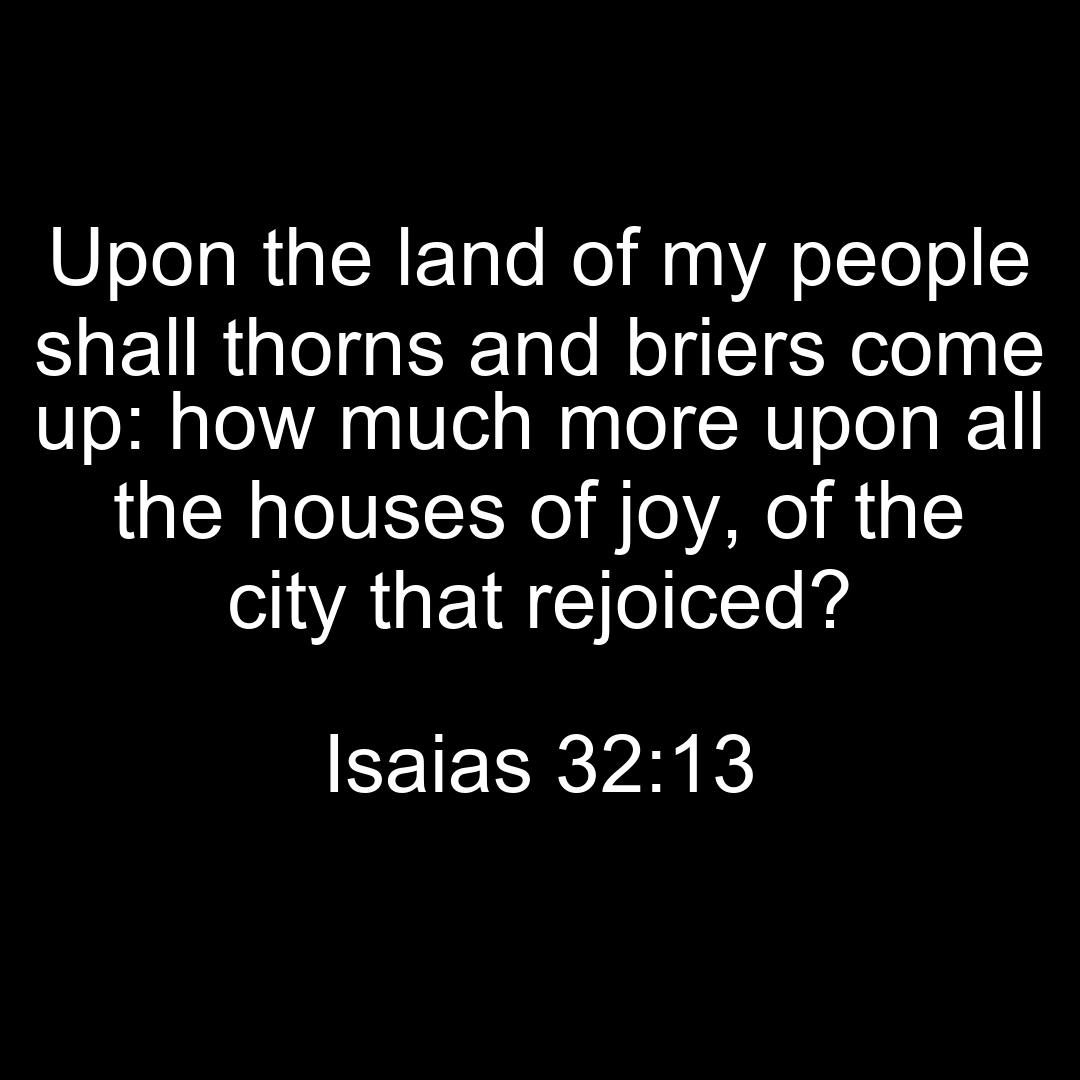 Upon the land of my people
shall thorns and briers come
up: how much more upon all
the houses of joy, of the
city that rejoiced?
Isaias 32:13